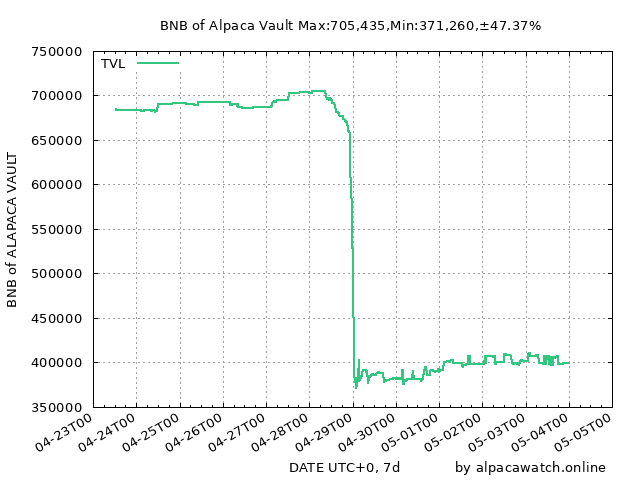 BNB of Alpaca Vault Max:705,435,Min:371,260,±47.37%
TVL
750000
700000
650000
600000
550000
500000
450000
400000
350000
BNB of ALAPACA VAULT
04-23T00
04-24T00
04-25T00
04-26T00
04-27T00
04-28T00
04-29T00
04-30T00
05-01T00
05-02T00
05-03T00
05-04T00
05-05T00
DATE UTC+0, 7d
by alpacawatch.online